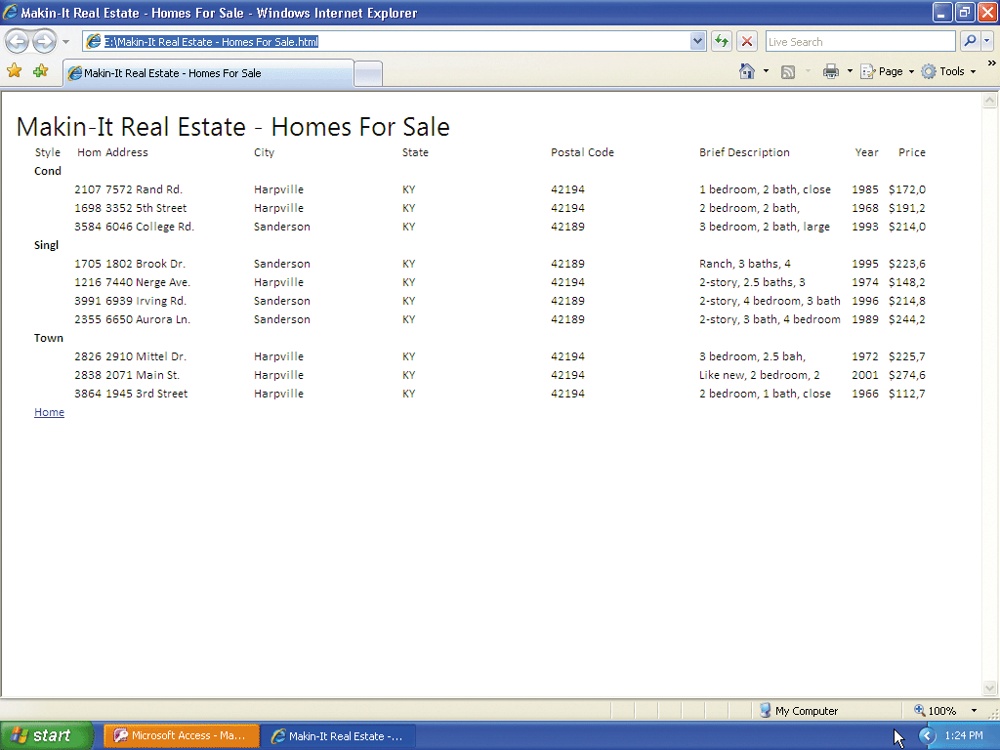 Makin-It Real Estate - Homes For Sale - Windows Internet Explorer
E:\Makin-It Real Estate - Homes For Sale.html Live Search
Makin-It Real Estate - Homes For Sale Page Tools »
Makin-It Real Estate - Homes For Sale
Style Hom Address City State Postal Code Brief Description Year Price
Cond
2107 7572 Rand Rd. Harpville KY 42194 1 bedroom, 2 bath, close 1985 $172,0
1698 3352 5th Street Harpville KY 42194 2 bedroom, 2 bath, 1968 $191,2
3584 6046 College Rd. Sanderson KY 42189 3 bedroom, 2 bath, large 1993 $214,0
Singl
1705 1802 Brook Dr. Sanderson KY 42189 Ranch, 3 baths, 4 1995 $223,6
1216 7440 Nerge Ave. Harpville KY 42194 2-story, 2.5 baths, 3 1974 $148,2
3991 6939 Irving Rd. Sanderson KY 42189 2-story, 4 bedroom, 3 bath 1996 $214,8
2355 6650 Aurora Ln. Sanderson KY 42189 2-story, 3 bath, 4 bedroom 1989 $244,2
Town
2826 2910 Mittel Dr. Harpville KY 42194 3 bedroom, 2.5 bah, 1972 $225,7
2838 2071 Main St. Harpville KY 42194 Like new, 2 bedroom, 2 2001 $274,6
3864 1945 3rd Street Harpville KY 42194 2 bedroom, 1 bath, close 1966 $112,7
Home
My Computer 100%
start Microsoft Access - Ma... Makin-It Real Estate -... 1:24 PM